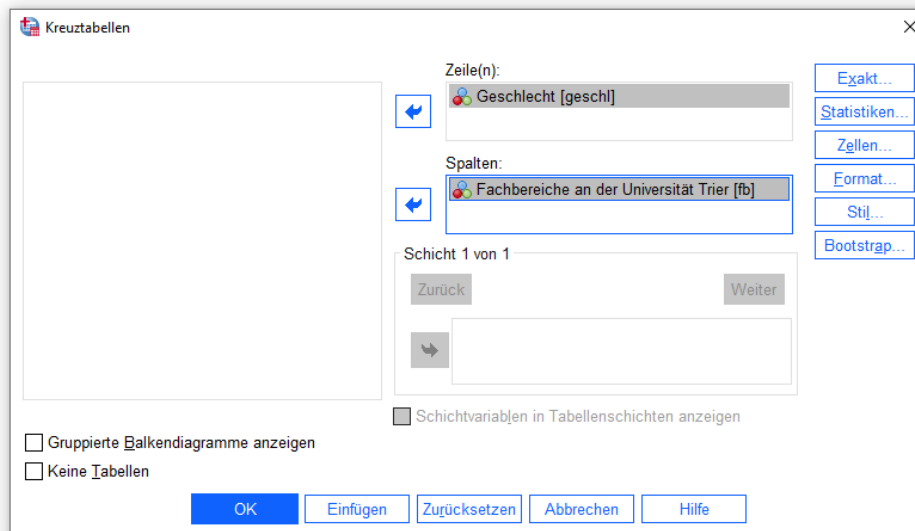 Kreuztabellen
Zeile(n):
Geschlecht [geschl]
Exakt...
Statistiken...
Zellen...
Format...
Stil...
Bootstrap...
Spalten:
Fachbereiche an der Universität Trier [fb]
Schicht 1 von 1
Zurück
Weiter
Schichtvariablen in Tabellenschichten anzeigen
Gruppierte Balkendiagramme anzeigen
Keine Tabellen
OK
Einfügen
Zurücksetzen
Abbrechen
Hilfe